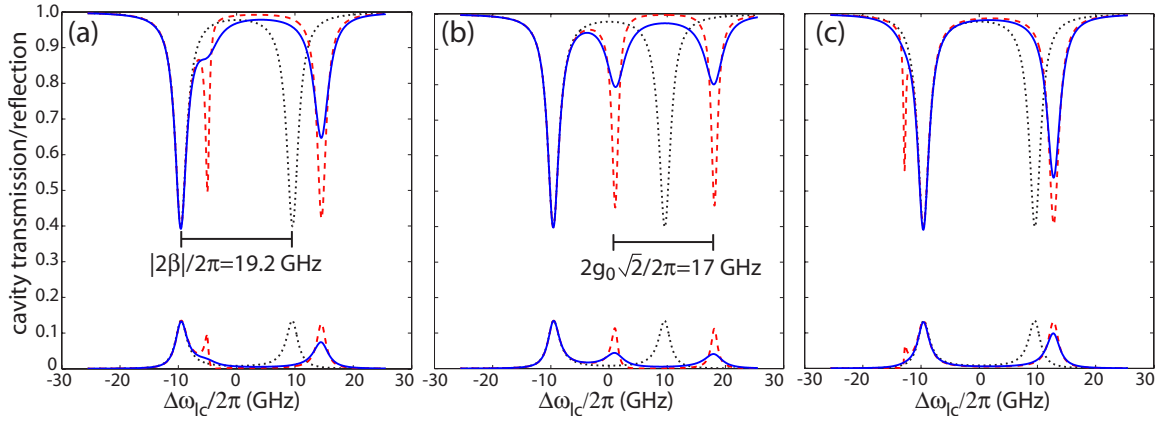 cavity transmission/reflection
1.0
0.9
0.8
0.7
0.6
0.5
0.4
0.3
0.2
0.1
0
(a)
|2β|/2π=19.2 GHz
-30 -20 -10 0 10 20 30
Δω_lc/2π (GHz)
(b)
2g₀√2/2π=17 GHz
-30 -20 -10 0 10 20 30
Δω_lc/2π (GHz)
(c)
-30 -20 -10 0 10 20 30
Δω_lc/2π (GHz)